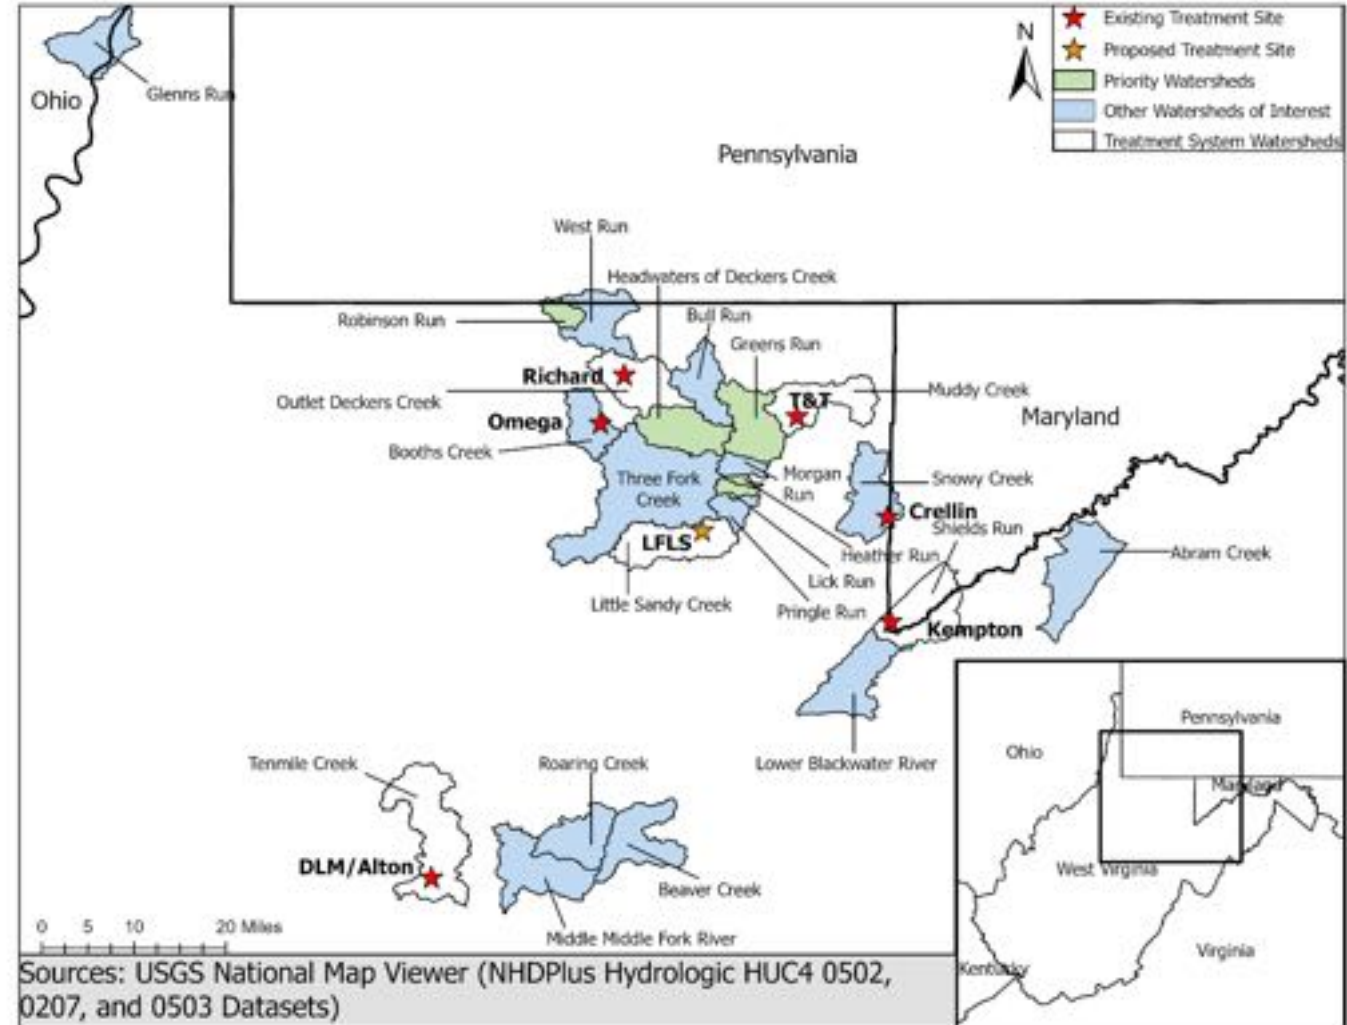 Existing Treatment Site
Proposed Treatment Site
Priority Watersheds
Other Watersheds of Interest
Treatment System Watersheds
N
Ohio
Glenns Run
Pennsylvania
West Run
Headwaters of Deckers Creek
Robinson Run
Bull Run
Greens Run
Richard
T&T
Muddy Creek
Outlet Deckers Creek
Maryland
Omega
Booths Creek
Three Fork
Creek
Morgan
Run
Snowy Creek
Crellin
Shields Run
LFLS
Heather Run
Abram Creek
Lick Run
Little Sandy Creek
Pringle Run
Kempton
Tenmile Creek
Roaring Creek
Lower Blackwater River
DLM/Alton
Beaver Creek
Middle Middle Fork River
0 5 10 20 Miles
Pennsylvania
Ohio
Maryland
West Virginia
Virginia
Kentucky
Sources: USGS National Map Viewer (NHDPlus Hydrologic HUC4 0502,
0207, and 0503 Datasets)